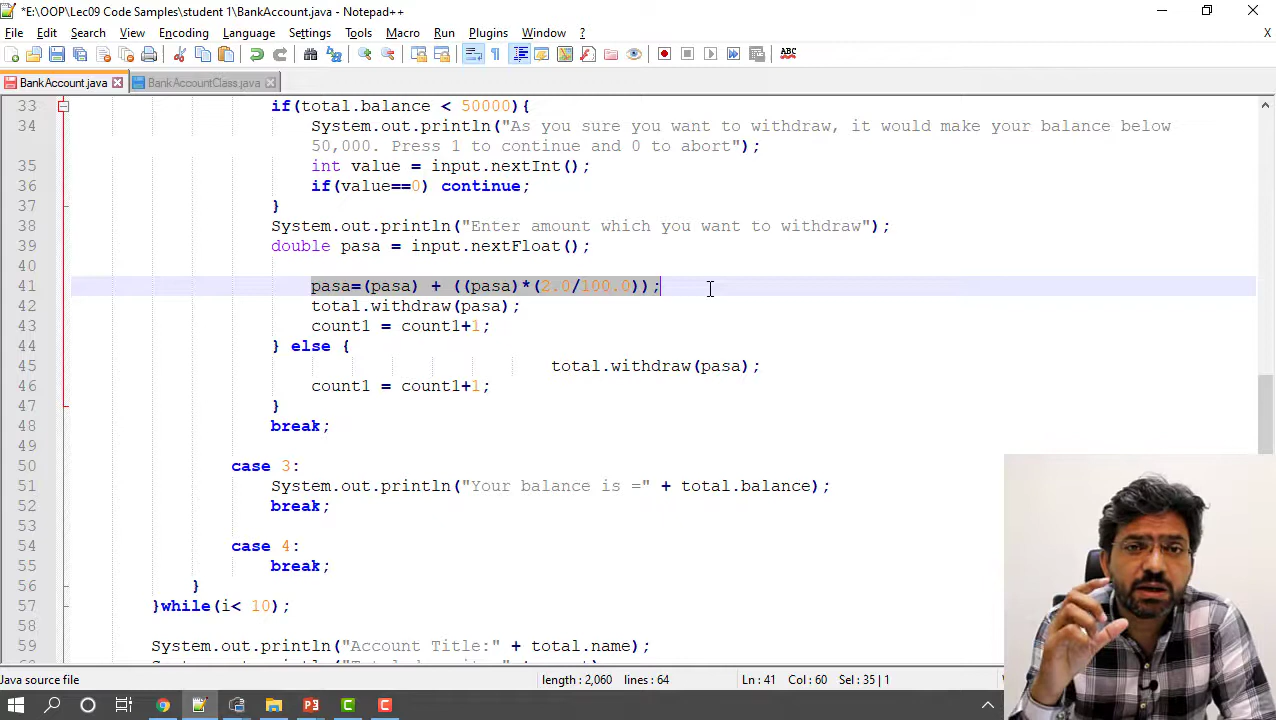 *E:\OOP\Lec09 Code Samples\student 1\BankAccount.java - Notepad++
File Edit Search View Encoding Language Settings Tools Macro Run Plugins Window ? X
ABC
BankAccount.java BankAccountClass.java
33 if(total.balance < 50000){
34 System.out.println("As you sure you want to withdraw, it would make your balance below
50,000. Press 1 to continue and 0 to abort");
35 int value = input.nextInt();
36 if(value==0) continue;
37 }
38 System.out.println("Enter amount which you want to withdraw");
39 double pasa = input.nextFloat();
40
41 pasa=(pasa) + ((pasa)*(2.0/100.0));
42 total.withdraw(pasa);
43 count1 = count1+1;
44 } else {
45 total.withdraw(pasa);
46 count1 = count1+1;
47 }
48 break;
49
50 case 3:
51 System.out.println("Your balance is =" + total.balance);
52 break;
53
54 case 4:
55 break;
56 }
57 }while(i< 10);
58
59 System.out.println("Account Title:" + total.name);
Java source file length : 2,060 lines : 64 Ln : 41 Col : 60 Sel : 35 | 1